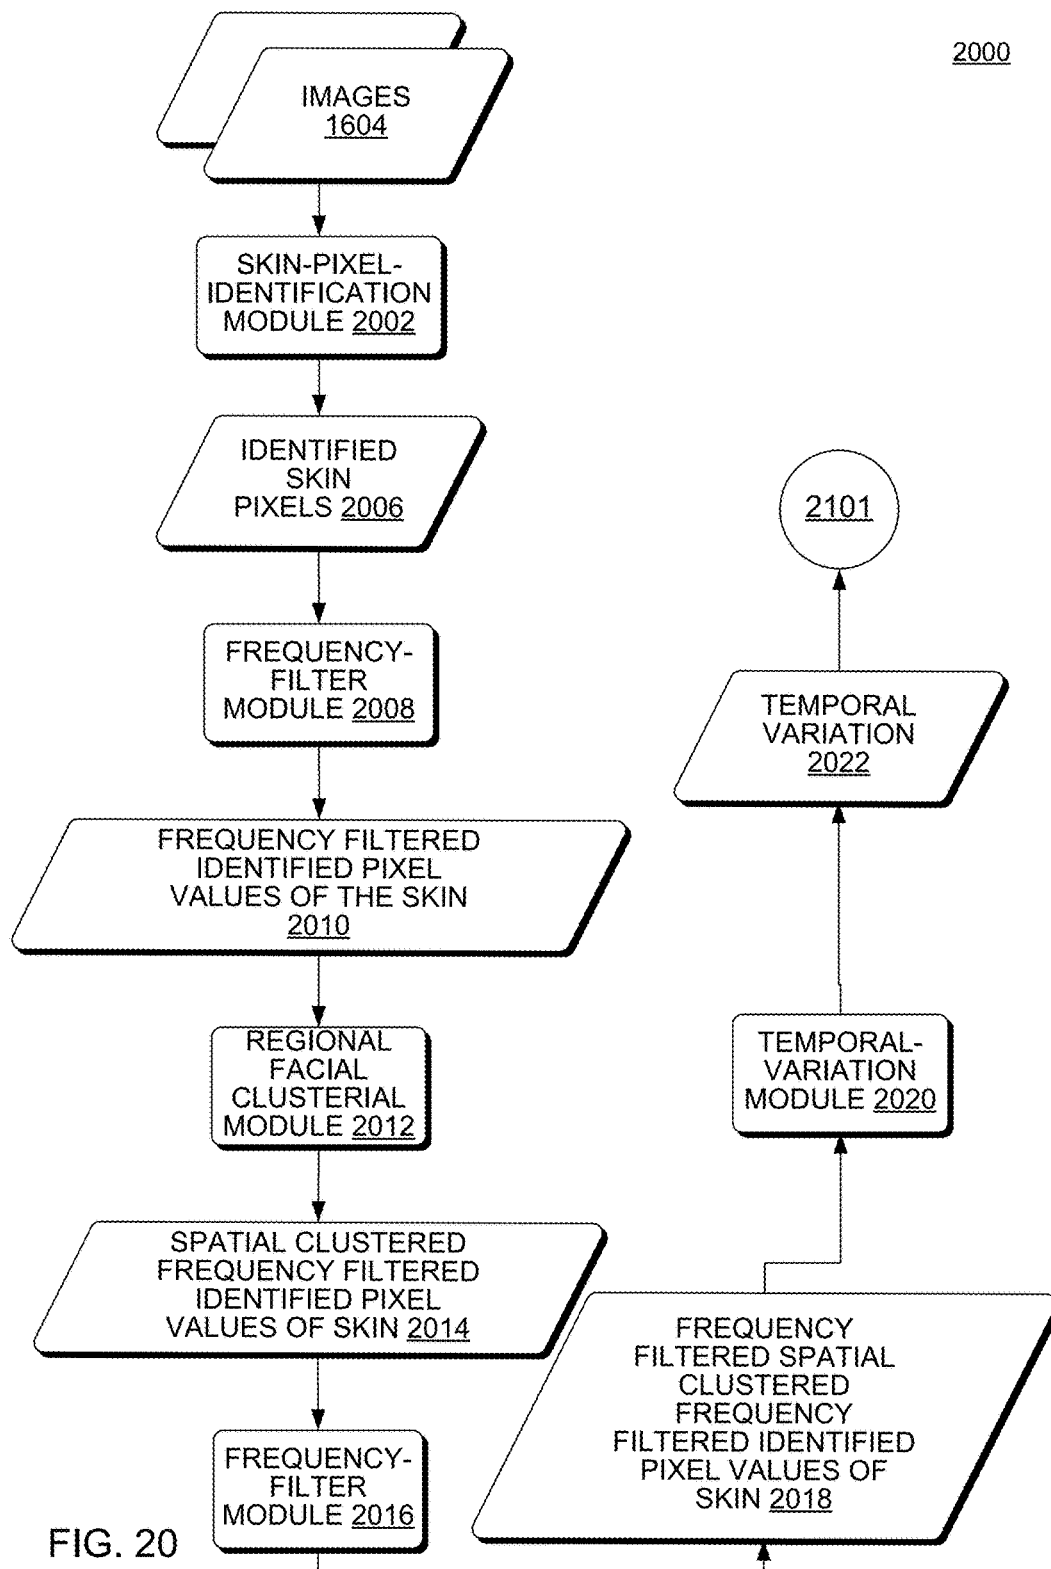 2000
IMAGES
1604
SKIN-PIXEL-
IDENTIFICATION
MODULE 2002
IDENTIFIED
SKIN
PIXELS 2006
FREQUENCY-
FILTER
MODULE 2008
FREQUENCY FILTERED
IDENTIFIED PIXEL
VALUES OF THE SKIN
2010
REGIONAL
FACIAL
CLUSTERIAL
MODULE 2012
SPATIAL CLUSTERED
FREQUENCY FILTERED
IDENTIFIED PIXEL
VALUES OF SKIN 2014
FREQUENCY-
FILTER
MODULE 2016
FREQUENCY
FILTERED SPATIAL
CLUSTERED
FREQUENCY
FILTERED IDENTIFIED
PIXEL VALUES OF
SKIN 2018
TEMPORAL-
VARIATION
MODULE 2020
TEMPORAL
VARIATION
2022
2101
FIG. 20